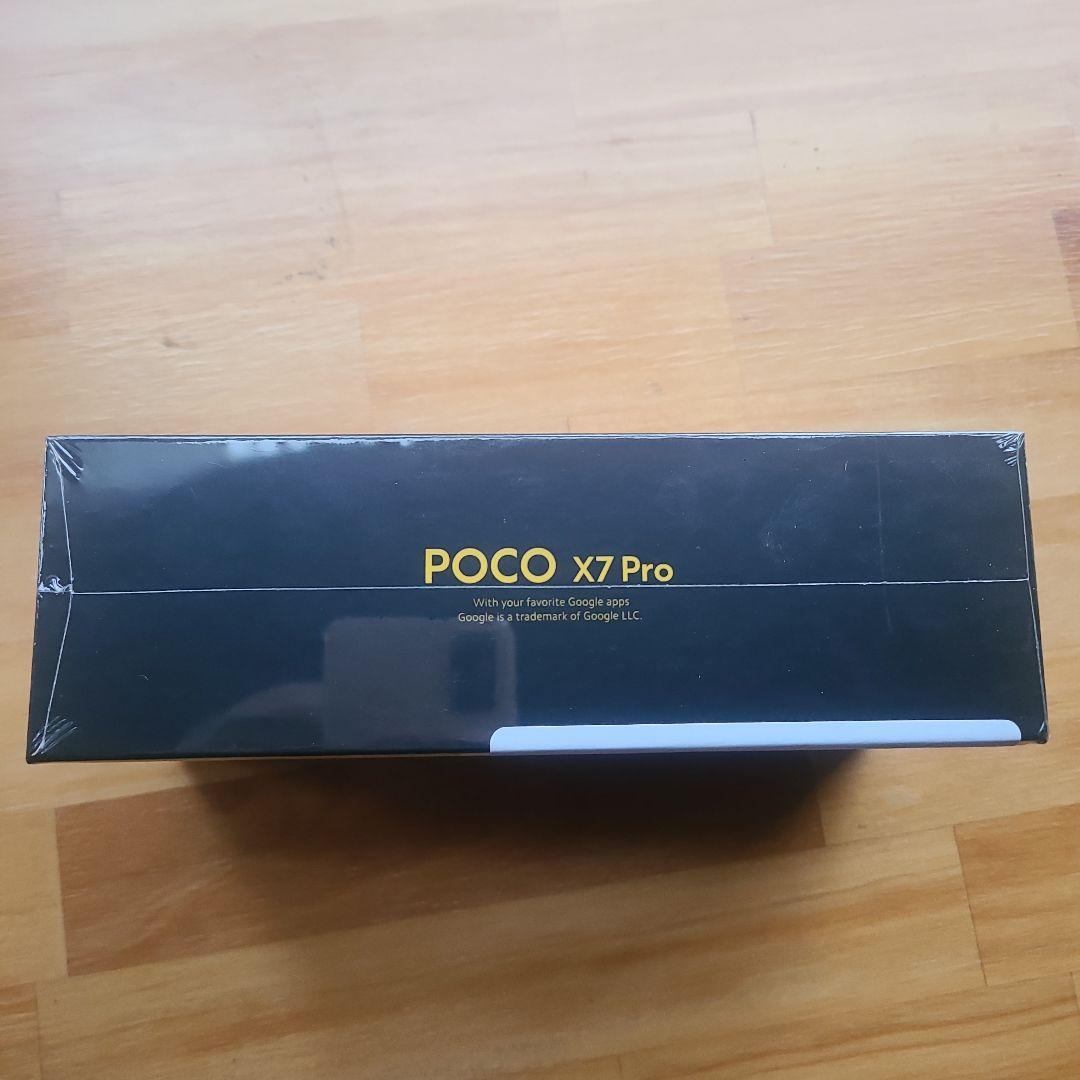 POCO X7 Pro
With your favorite Google apps
Google is a trademark of Google LLC.